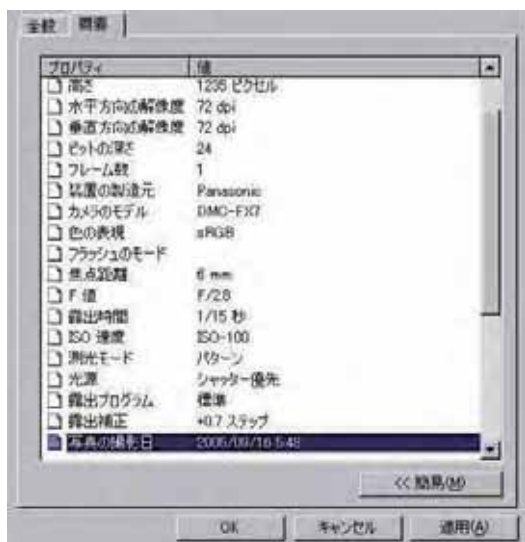 全般 概要
プロパティ 値
高さ 1235 ピクセル
水平方向の解像度 72 dpi
垂直方向の解像度 72 dpi
ビットの深さ 24
フレーム数 1
装置の製造元 Panasonic
カメラのモデル DMC-FX7
色の表現 sRGB
フラッシュのモード
焦点距離 6 mm
F 値 F/2.8
露出時間 1/15 秒
ISO 速度 ISO-100
測光モード パターン
光源 シャッター優先
露出プログラム 標準
露出補正 +0.7 ステップ
写真の撮影日 2005/09/16 5:48
<< 簡易(M)
OK キャンセル 適用(A)